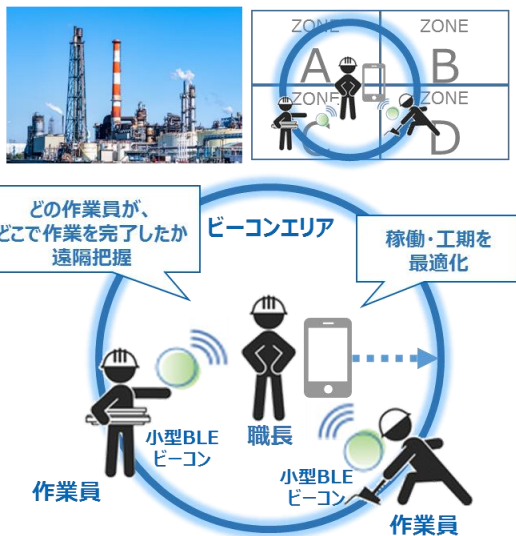 ZONE
A
ZONE
B
ZONE
C
ZONE
D
どの作業員が、
どこで作業を完了したか
遠隔把握
ビーコンエリア
稼働・工期を
最適化
小型BLE
ビーコン
職長
小型BLE
ビーコン
作業員
作業員